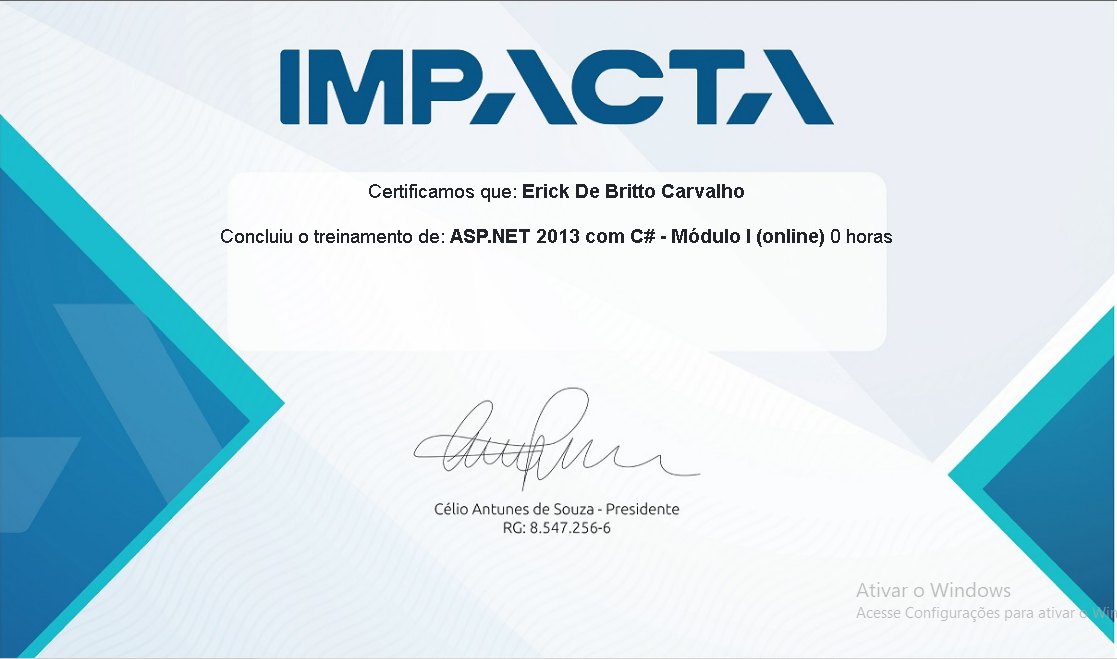 IMPACTA
Certificamos que: Erick De Britto Carvalho
Concluiu o treinamento de: ASP.NET 2013 com C# - Módulo I (online) 0 horas
Célio Antunes de Souza - Presidente
RG: 8.547.256-6
Ativar o Windows
Acesse Configurações para ativar o Win